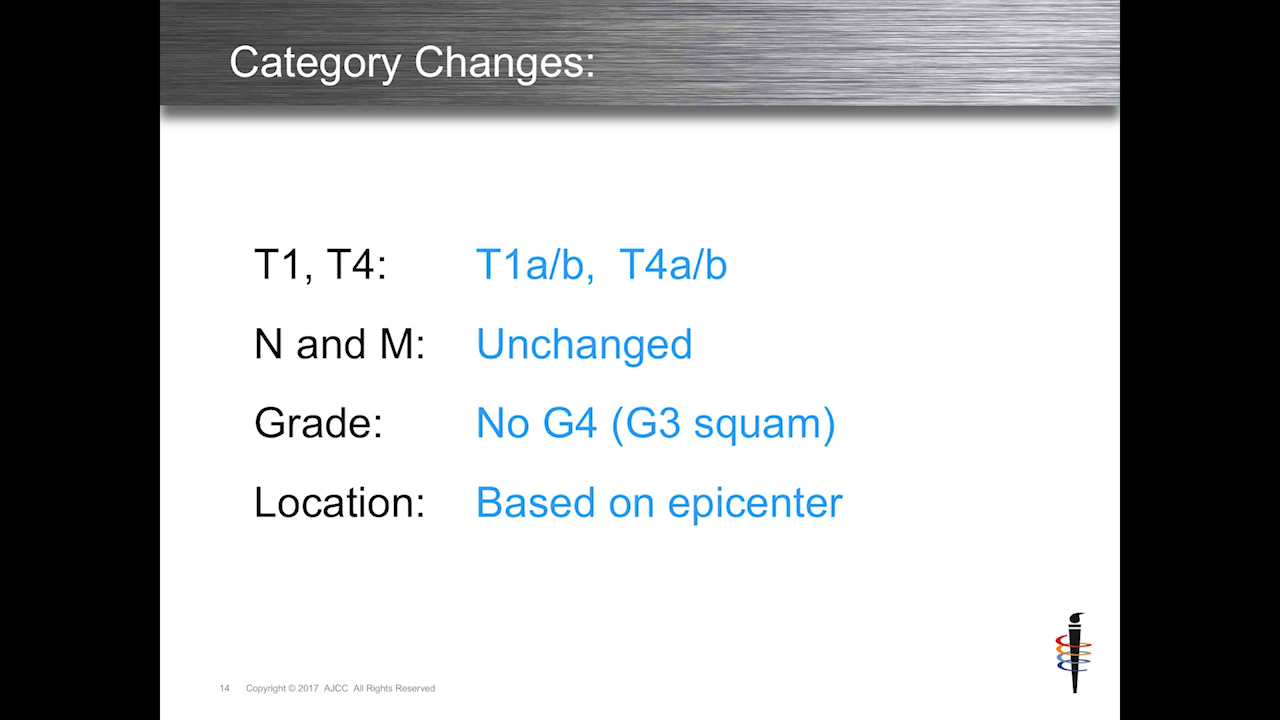 Category Changes:
T1, T4: T1a/b, T4a/b
N and M: Unchanged
Grade: No G4 (G3 squam)
Location: Based on epicenter
14 Copyright © 2017 AJCC All Rights Reserved